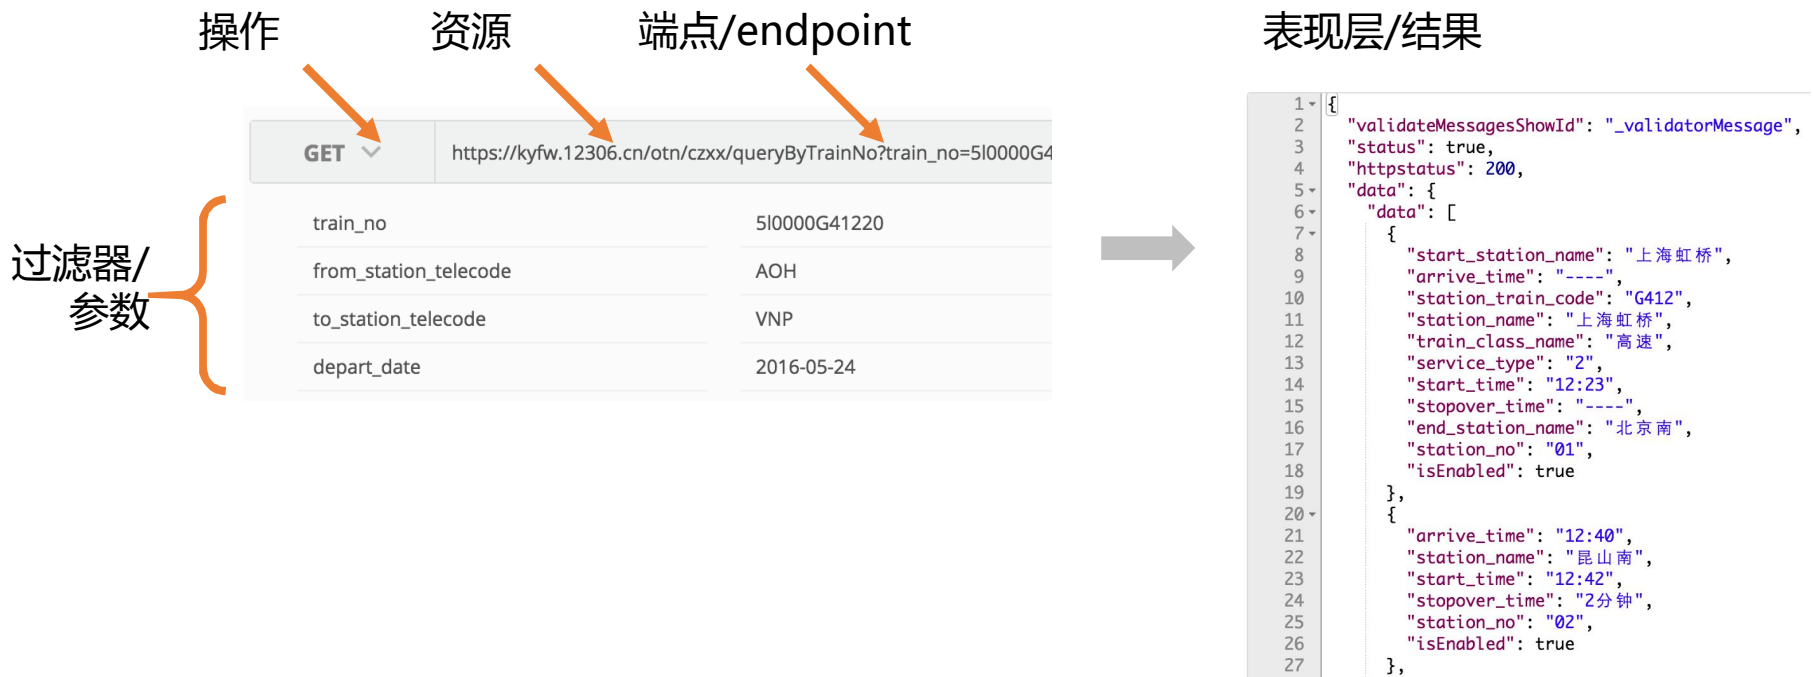 操作
资源
端点/endpoint
表现层/结果
GET
https://kyfw.12306.cn/otn/czxx/queryByTrainNo?train_no=5l0000G4
过滤器/
参数
train_no 5l0000G41220
from_station_telecode AOH
to_station_telecode VNP
depart_date 2016-05-24
1 {
2 "validateMessagesShowId": "_validatorMessage",
3 "status": true,
4 "httpstatus": 200,
5 "data": {
6 "data": [
7 {
8 "start_station_name": "上海虹桥",
9 "arrive_time": "----",
10 "station_train_code": "G412",
11 "station_name": "上海虹桥",
12 "train_class_name": "高速",
13 "service_type": "2",
14 "start_time": "12:23",
15 "stopover_time": "----",
16 "end_station_name": "北京南",
17 "station_no": "01",
18 "isEnabled": true
19 },
20 {
21 "arrive_time": "12:40",
22 "station_name": "昆山南",
23 "start_time": "12:42",
24 "stopover_time": "2分钟",
25 "station_no": "02",
26 "isEnabled": true
27 },